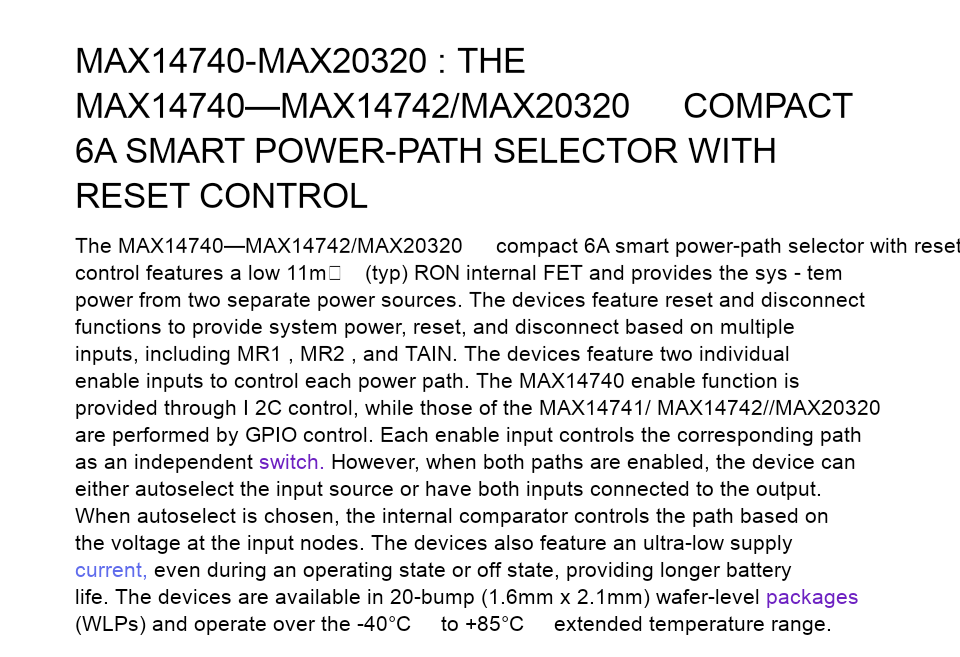 MAX14740-MAX20320 : THE
MAX14740—MAX14742/MAX20320 COMPACT
6A SMART POWER-PATH SELECTOR WITH
RESET CONTROL
The MAX14740—MAX14742/MAX20320 compact 6A smart power-path selector with reset
control features a low 11m□ (typ) RON internal FET and provides the sys - tem
power from two separate power sources. The devices feature reset and disconnect
functions to provide system power, reset, and disconnect based on multiple
inputs, including MR1 , MR2 , and TAIN. The devices feature two individual
enable inputs to control each power path. The MAX14740 enable function is
provided through I 2C control, while those of the MAX14741/ MAX14742//MAX20320
are performed by GPIO control. Each enable input controls the corresponding path
as an independent switch. However, when both paths are enabled, the device can
either autoselect the input source or have both inputs connected to the output.
When autoselect is chosen, the internal comparator controls the path based on
the voltage at the input nodes. The devices also feature an ultra-low supply
current, even during an operating state or off state, providing longer battery
life. The devices are available in 20-bump (1.6mm x 2.1mm) wafer-level packages
(WLPs) and operate over the -40°C to +85°C extended temperature range.